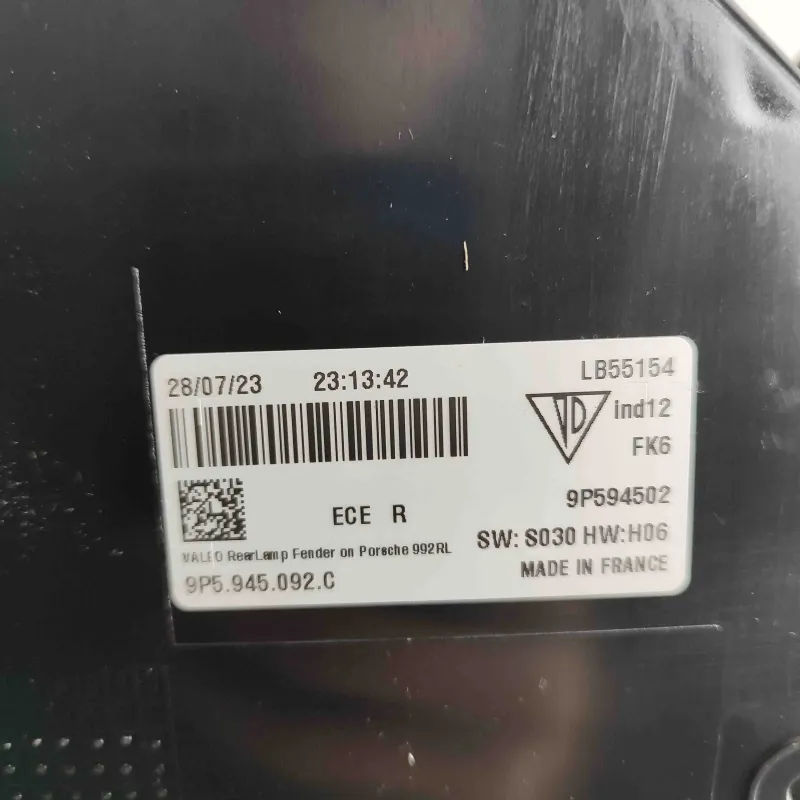 28/07/23 23:13:42 LB55154
TD ind12
FK6
9P594502
ECE R
SW: S030 HW:H06
VALEO RearLamp Fender on Porsche 992RL
MADE IN FRANCE
9P5.945.092.C